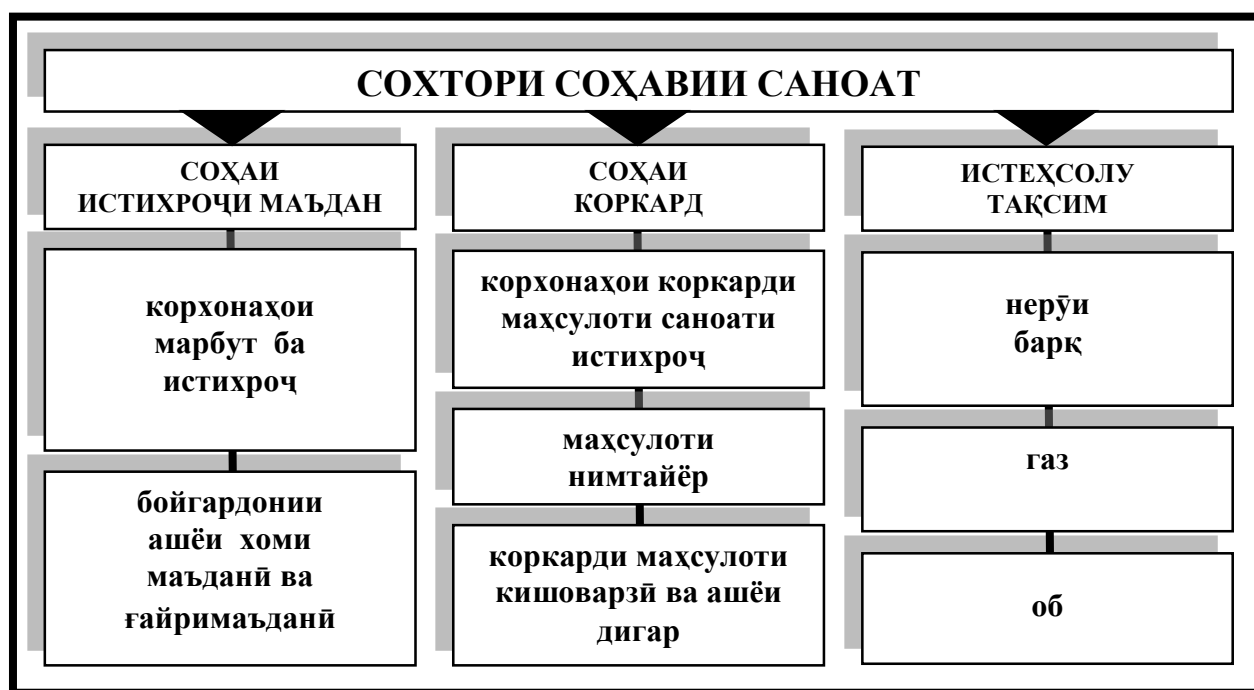 СОХТОРИ СОҲАВИИ САНОАТ
СОҲАИ
ИСТИХРОҶИ МАЪДАН
корхонаҳои
марбут ба
истихроҷ
бойгардонии
ашёи хоми
маъданӣ ва
ғайримаъданӣ
СОҲАИ
КОРКАРД
корхонаҳои коркарди
маҳсулоти саноати
истихроҷ
маҳсулоти
нимтайёр
коркарди маҳсулоти
кишоварзӣ ва ашёи
дигар
ИСТЕҲСОЛУ
ТАҚСИМ
нерӯи
барқ
газ
об